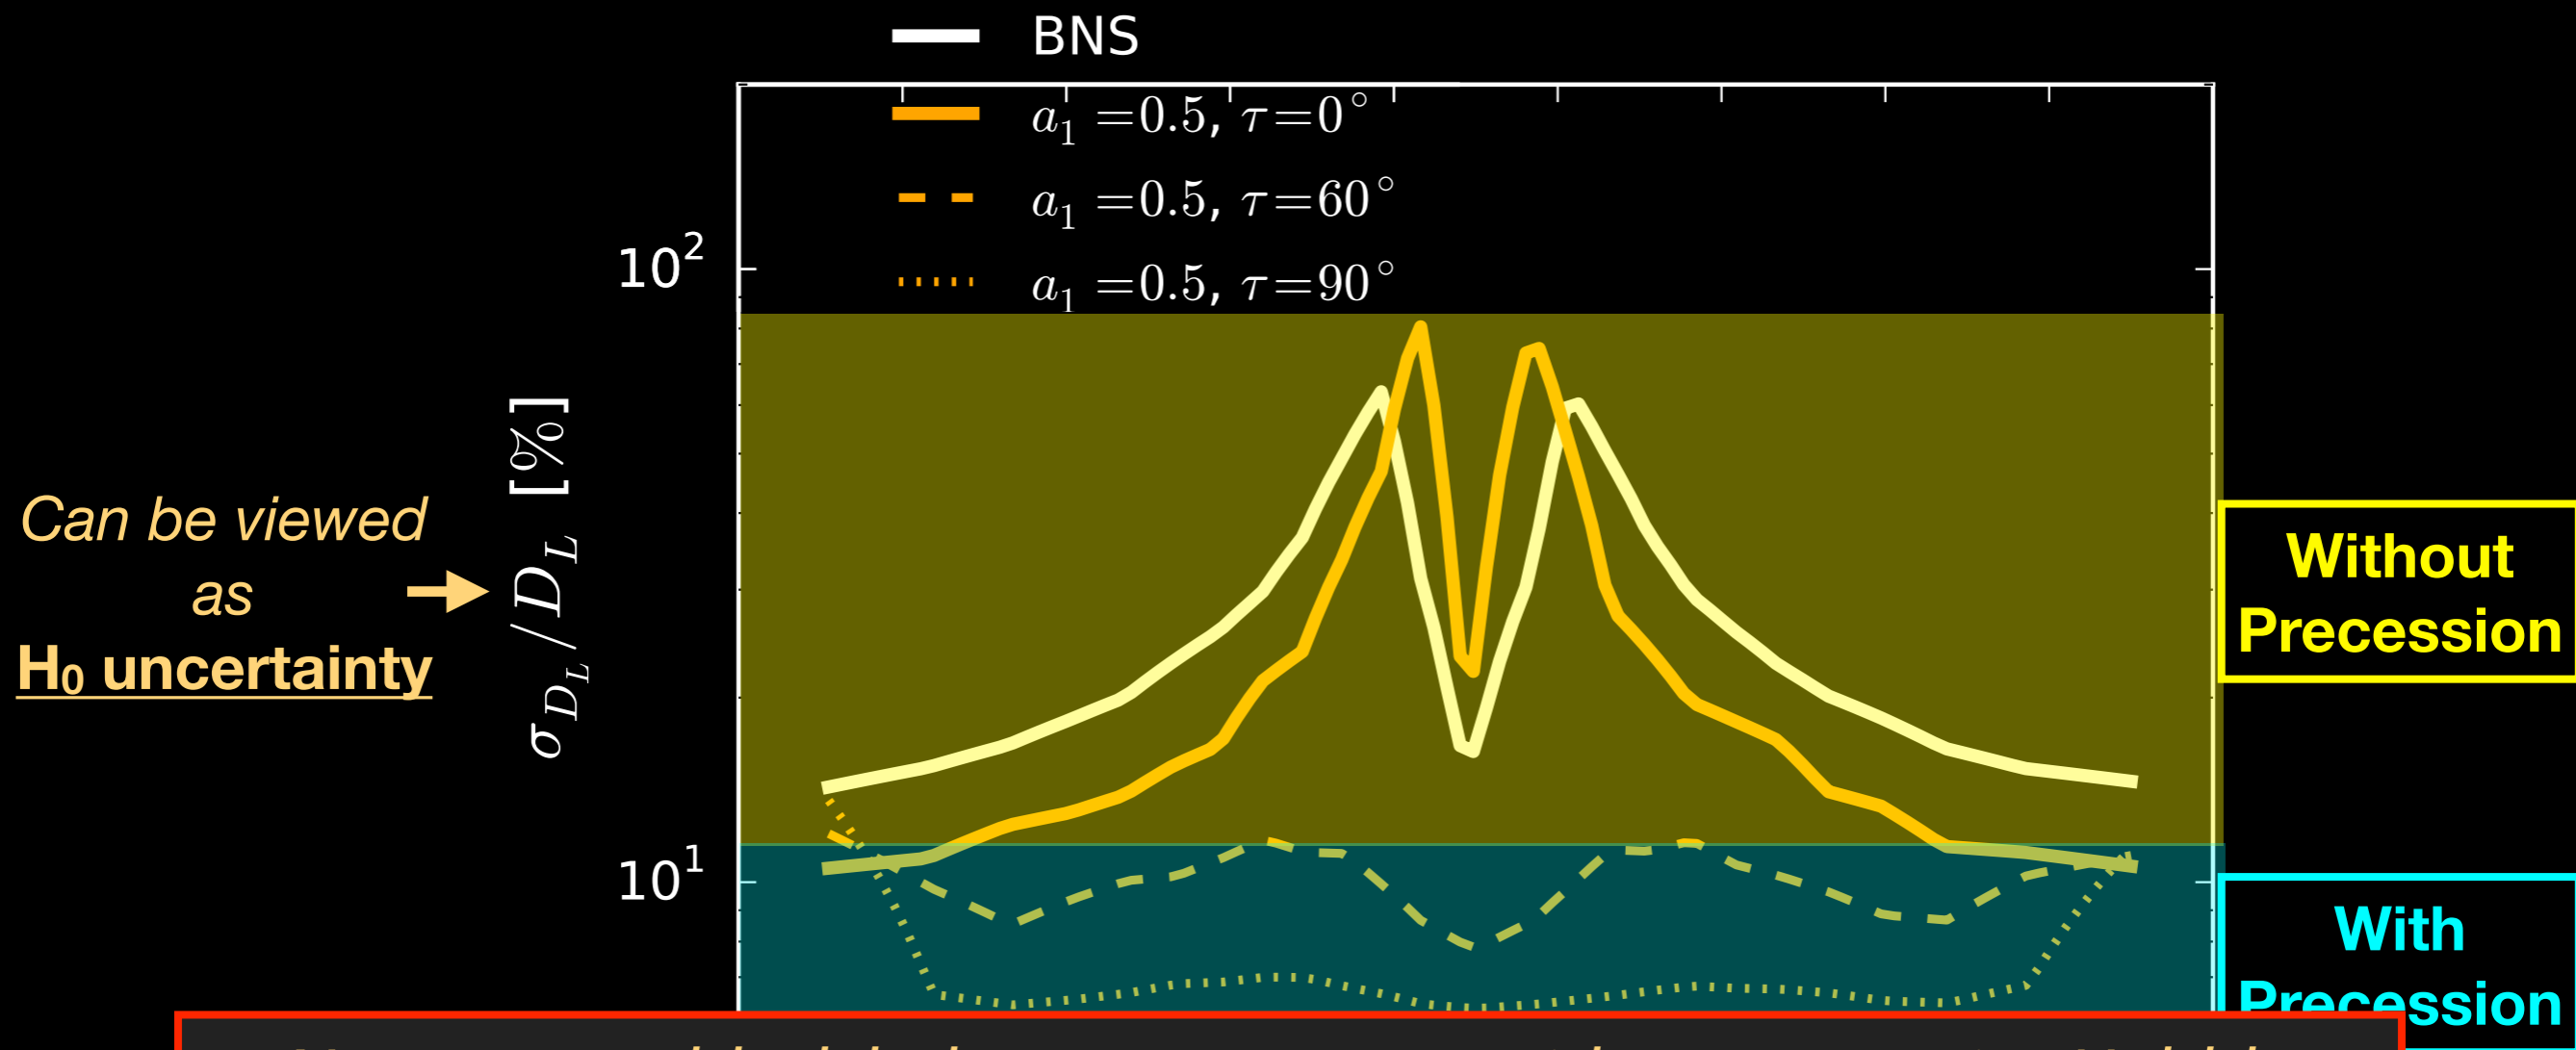 BNS
a₁ =0.5, τ=0°
a₁ =0.5, τ=60°
a₁ =0.5, τ=90°
10²
10¹
σ_{D_L}/D_L [%]
Can be viewed
as
H₀ uncertainty
Without
Precession
With
Precession